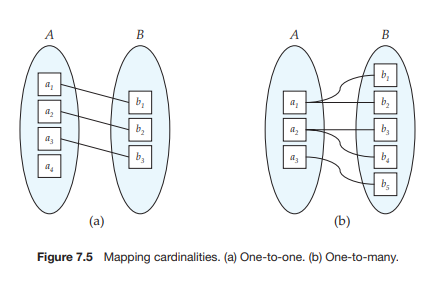 A B A B
a1 b1 a1 b1
a2 b2 a2 b2
a3 b3 a3 b3
a4 b4
b5
(a) (b)
Figure 7.5 Mapping cardinalities. (a) One-to-one. (b) One-to-many.